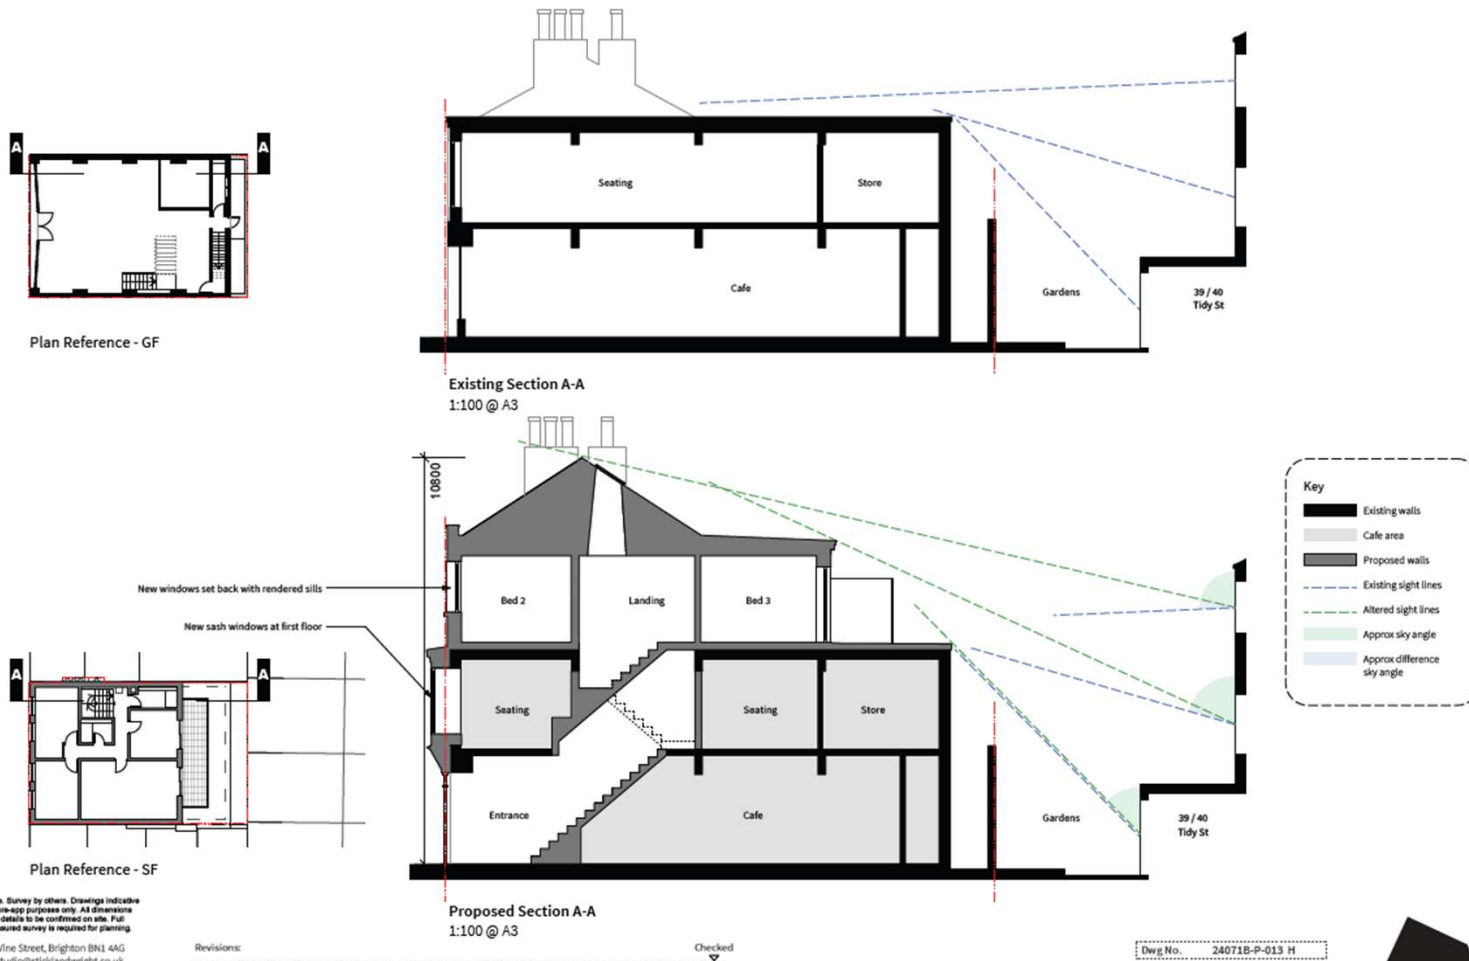 A
A
Plan Reference - GF
Seating
Store
Cafe
Gardens
39 / 40
Tidy St
Existing Section A-A
1:100 @ A3
10800
New windows set back with rendered sills
New sash windows at first floor
Bed 2
Landing
Bed 3
Seating
Seating
Store
Entrance
Cafe
Gardens
39 / 40
Tidy St
Key
Existing walls
Cafe area
Proposed walls
Existing sight lines
Altered sight lines
Approx sky angle
Approx difference
sky angle
A
A
Plan Reference - SF
Proposed Section A-A
1:100 @ A3
Survey by others. Drawings indicative
purposes only. All dimensions
details to be confirmed on site. Full
survey is required for planning.
Vine Street, Brighton BN1 4AG
Revisions:
Checked
Dwg No. 24071B-P-013 H